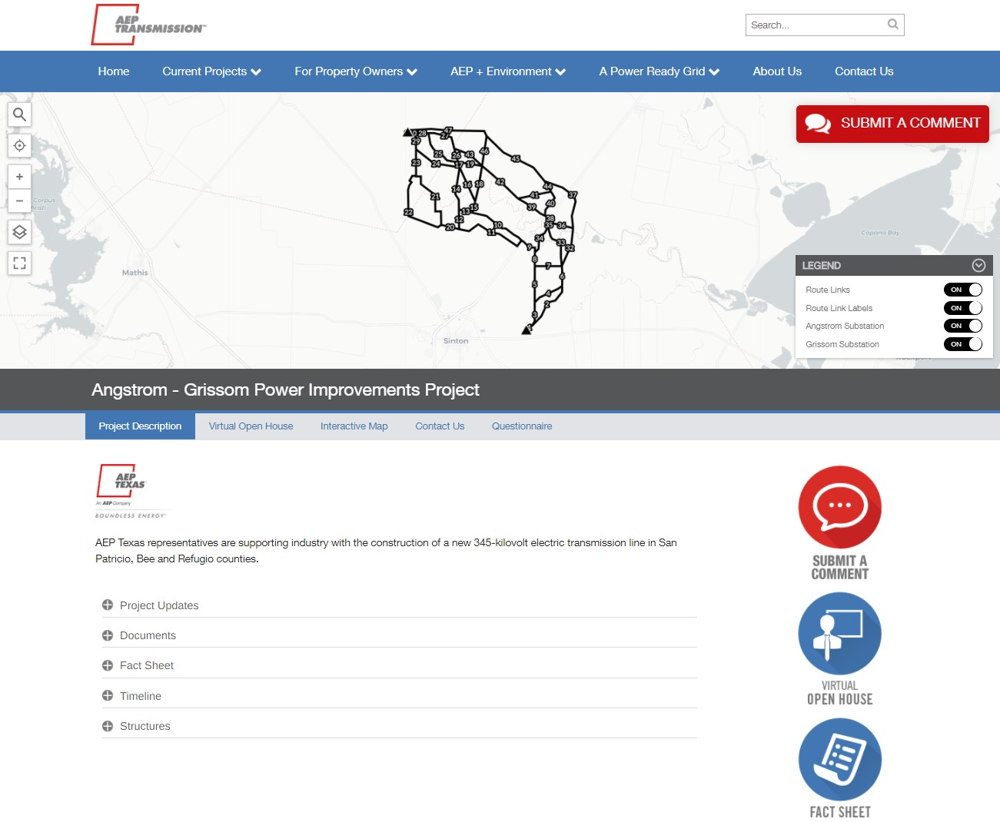 AEP
TRANSMISSION™
Search...
Home
Current Projects
For Property Owners
AEP + Environment
A Power Ready Grid
About Us
Contact Us
SUBMIT A COMMENT
28
47
27
29
46
25
26
43
45
23
24
17
19
16
18
42
14
44
37
21
41
40
39
15
13
22
12
38
20
10
35
36
11
34
33
9
32
8
7
6
5
4
2
3
Corpus
Mathis
Sinton
Copano Bay
+
−
LEGEND
Route Links
ON
Route Link Labels
ON
Angstrom Substation
ON
Grissom Substation
ON
Angstrom - Grissom Power Improvements Project
Project Description
Virtual Open House
Interactive Map
Contact Us
Questionnaire
AEP
TEXAS
An AEP Company
BOUNDLESS ENERGY™
AEP Texas representatives are supporting industry with the construction of a new 345-kilovolt electric transmission line in San
Patricio, Bee and Refugio counties.
Project Updates
Documents
Fact Sheet
Timeline
Structures
SUBMIT A
COMMENT
VIRTUAL
OPEN HOUSE
FACT SHEET